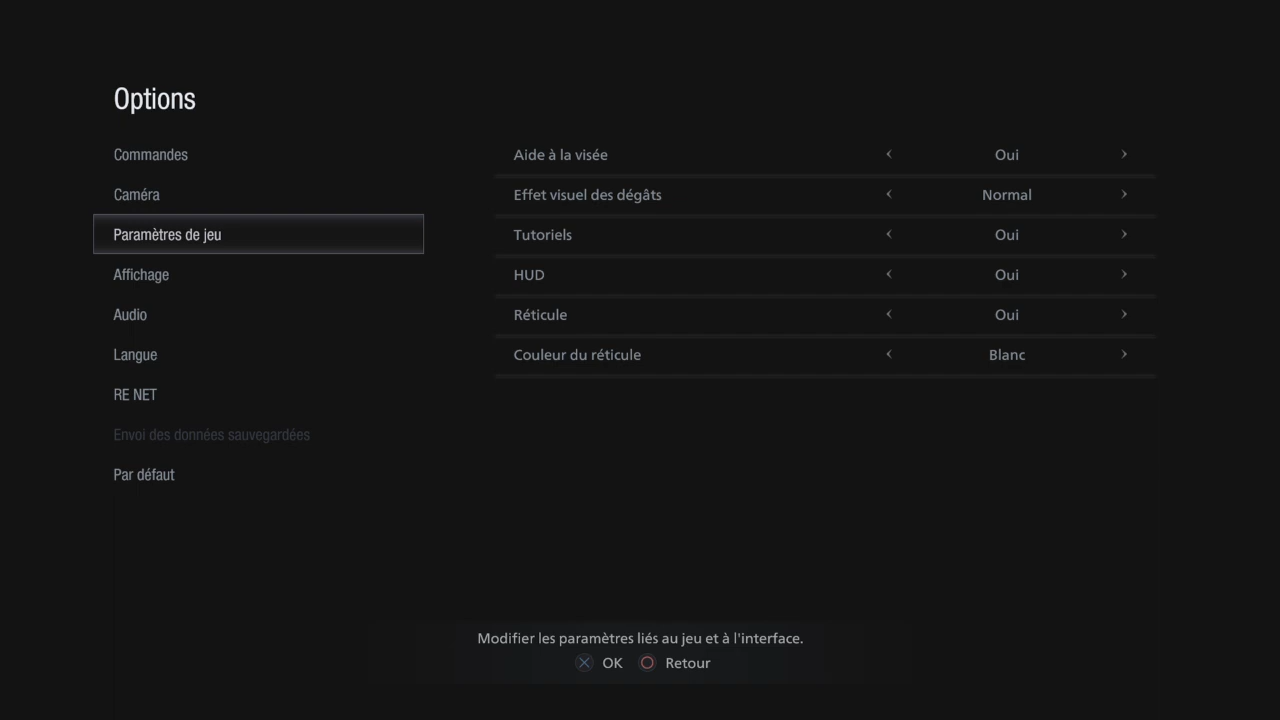 Options
Commandes
Caméra
Paramètres de jeu
Affichage
Audio
Langue
RE NET
Envoi des données sauvegardées
Par défaut
Aide à la visée Oui
Effet visuel des dégâts Normal
Tutoriels Oui
HUD Oui
Réticule Oui
Couleur du réticule Blanc
Modifier les paramètres liés au jeu et à l'interface.
OK Retour